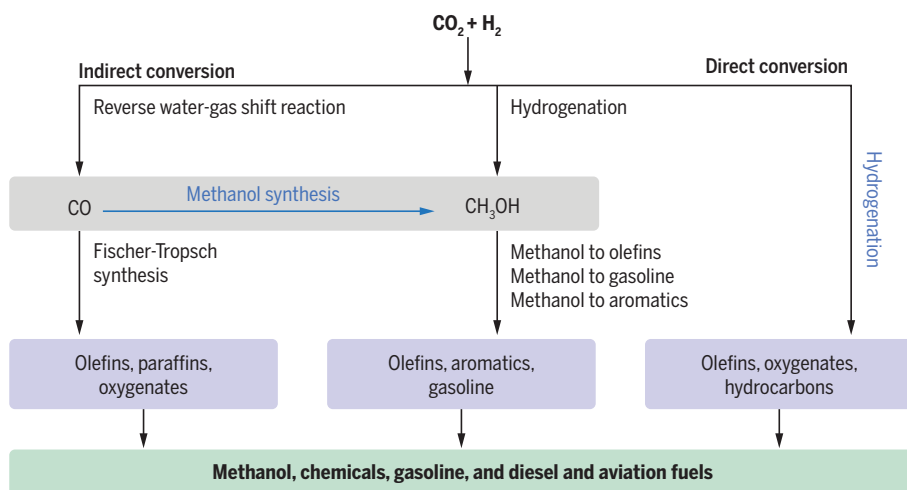 CO₂ + H₂
Indirect conversion
Direct conversion
Reverse water-gas shift reaction
Hydrogenation
Hydrogenation
CO
Methanol synthesis
CH₃OH
Fischer-Tropsch
synthesis
Methanol to olefins
Methanol to gasoline
Methanol to aromatics
Olefins, paraffins,
oxygenates
Olefins, aromatics,
gasoline
Olefins, oxygenates,
hydrocarbons
Methanol, chemicals, gasoline, and diesel and aviation fuels